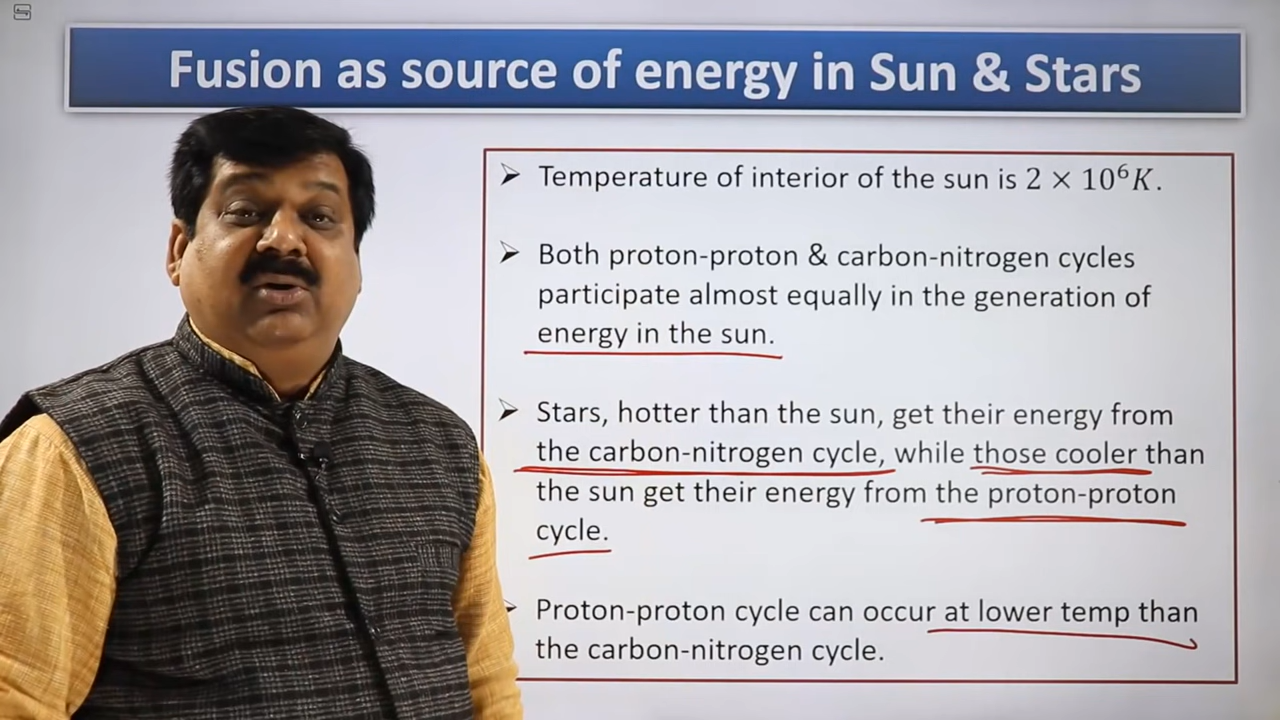 Fusion as source of energy in Sun & Stars
➢ Temperature of interior of the sun is 2 × 10⁶K.
➢ Both proton-proton & carbon-nitrogen cycles
participate almost equally in the generation of
energy in the sun.
➢ Stars, hotter than the sun, get their energy from
the carbon-nitrogen cycle, while those cooler than
the sun get their energy from the proton-proton
cycle.
➢ Proton-proton cycle can occur at lower temp than
the carbon-nitrogen cycle.